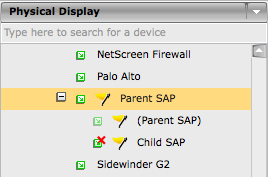 Physical Display
Type here to search for a device
NetScreen Firewall
Palo Alto
Parent SAP
(Parent SAP)
Child SAP
Sidewinder G2